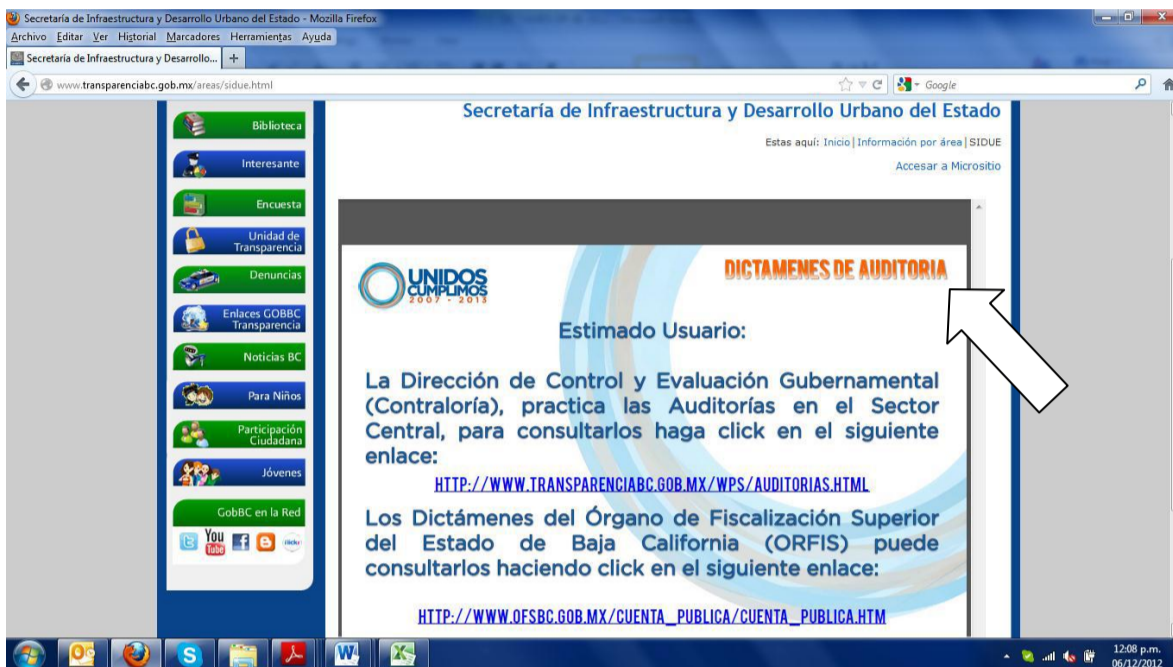 Secretaría de Infraestructura y Desarrollo Urbano del Estado - Mozilla Firefox
Archivo Editar Ver Historial Marcadores Herramientas Ayuda
Secretaría de Infraestructura y Desarrollo... +
www.transparenciabc.gob.mx/areas/sidue.html
Google
Secretaría de Infraestructura y Desarrollo Urbano del Estado
Estas aquí: Inicio | Información por área | SIDUE
Accesar a Micrositio
Biblioteca
Interesante
Encuesta
Unidad de
Transparencia
Denuncias
Enlaces GOBBC
Transparencia
Noticias BC
Para Niños
Participación
Ciudadana
Jóvenes
GobBC en la Red
You
Tube
UNIDOS
CUMPLIMOS
2007 - 2013
DICTAMENES DE AUDITORIA
Estimado Usuario:
La Dirección de Control y Evaluación Gubernamental
(Contraloría), practica las Auditorías en el Sector
Central, para consultarlos haga click en el siguiente
enlace:
HTTP://WWW.TRANSPARENCIABC.GOB.MX/WPS/AUDITORIAS.HTML
Los Dictámenes del Órgano de Fiscalización Superior
del Estado de Baja California (ORFIS) puede
consultarlos haciendo click en el siguiente enlace:
HTTP://WWW.OFSBC.GOB.MX/CUENTA_PUBLICA/CUENTA_PUBLICA.HTM
12:08 p.m.
06/12/2012